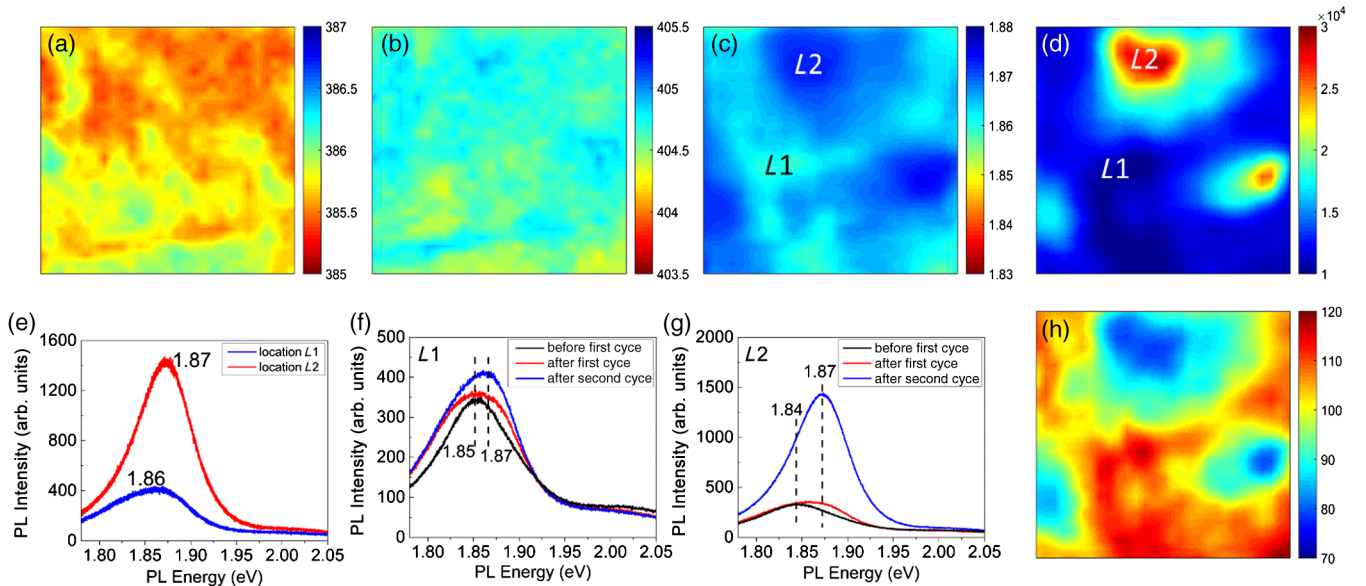 (a)
387
386.5
386
385.5
385
(b)
405.5
405
404.5
404
403.5
(c)
L2
L1
1.88
1.87
1.86
1.85
1.84
1.83
(d)
L2
L1
×10⁴
3
2.5
2
1.5
1
(e)
PL Intensity (arb. units)
1600
1200
800
400
0
1.87
1.86
location L1
location L2
1.80
1.85
1.90
1.95
2.00
2.05
PL Energy (eV)
(f)
PL Intensity (arb. units)
500
400
300
200
100
0
L1
before first cyce
after first cyce
after second cyce
1.85
1.87
1.80
1.85
1.90
1.95
2.00
2.05
PL Energy (eV)
(g)
PL Intensity (arb. units)
2000
1500
1000
500
0
L2
1.87
1.84
before first cyce
after first cyce
after second cyce
1.80
1.85
1.90
1.95
2.00
2.05
PL Energy (eV)
(h)
120
110
100
90
80
70